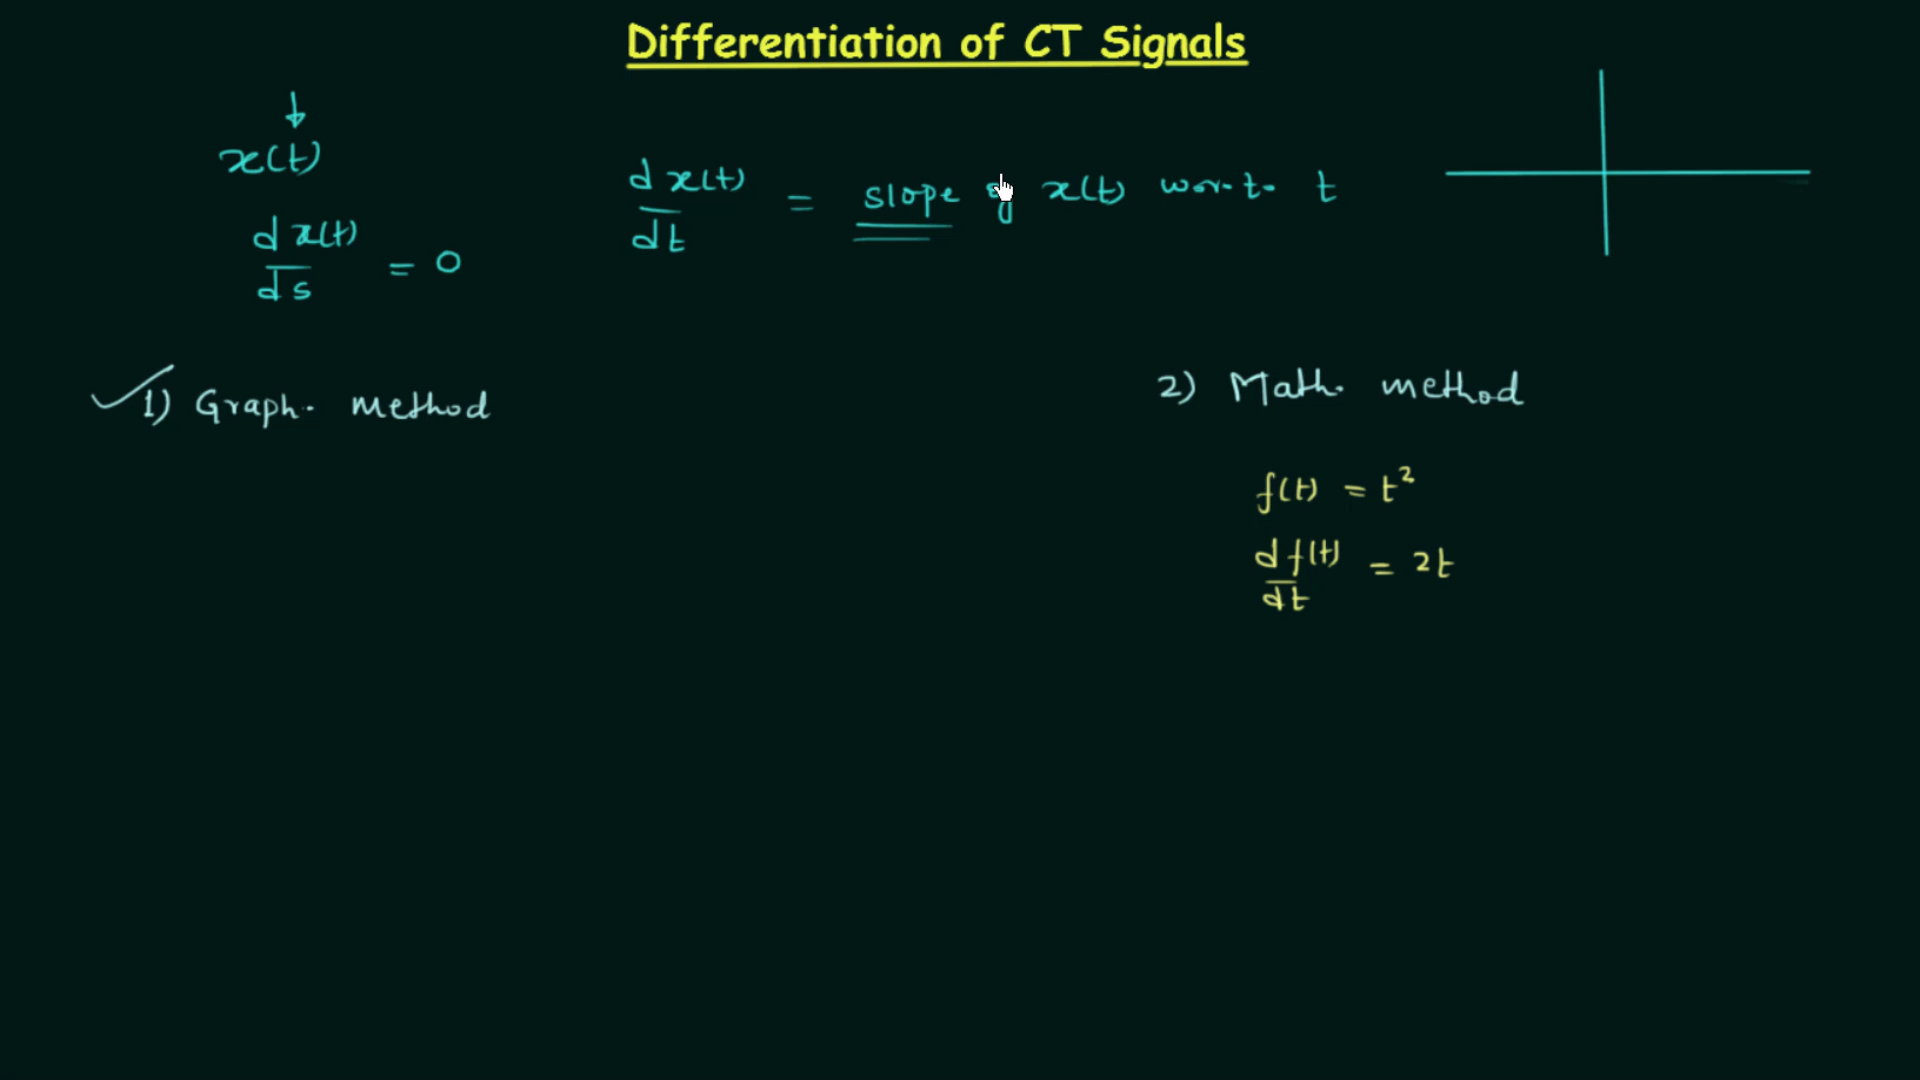 Differentiation of CT Signals
x(t)
d x(t) / dt = slope of x(t) w.r.t. t
d x(t) / ds = 0
1) Graph. method
2) Math. method
f(t) = t²
d f(t) / dt = 2t